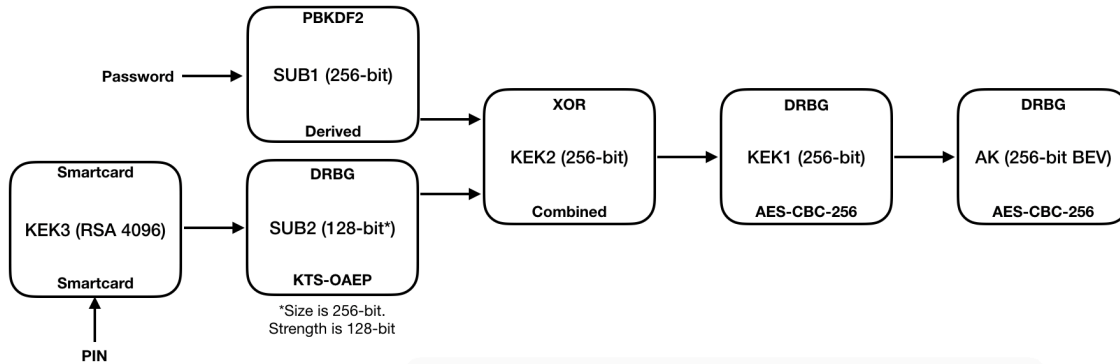 PBKDF2
Password
SUB1 (256-bit)
Derived
Smartcard
KEK3 (RSA 4096)
Smartcard
PIN
DRBG
SUB2 (128-bit*)
KTS-OAEP
*Size is 256-bit.
Strength is 128-bit
XOR
KEK2 (256-bit)
Combined
DRBG
KEK1 (256-bit)
AES-CBC-256
DRBG
AK (256-bit BEV)
AES-CBC-256